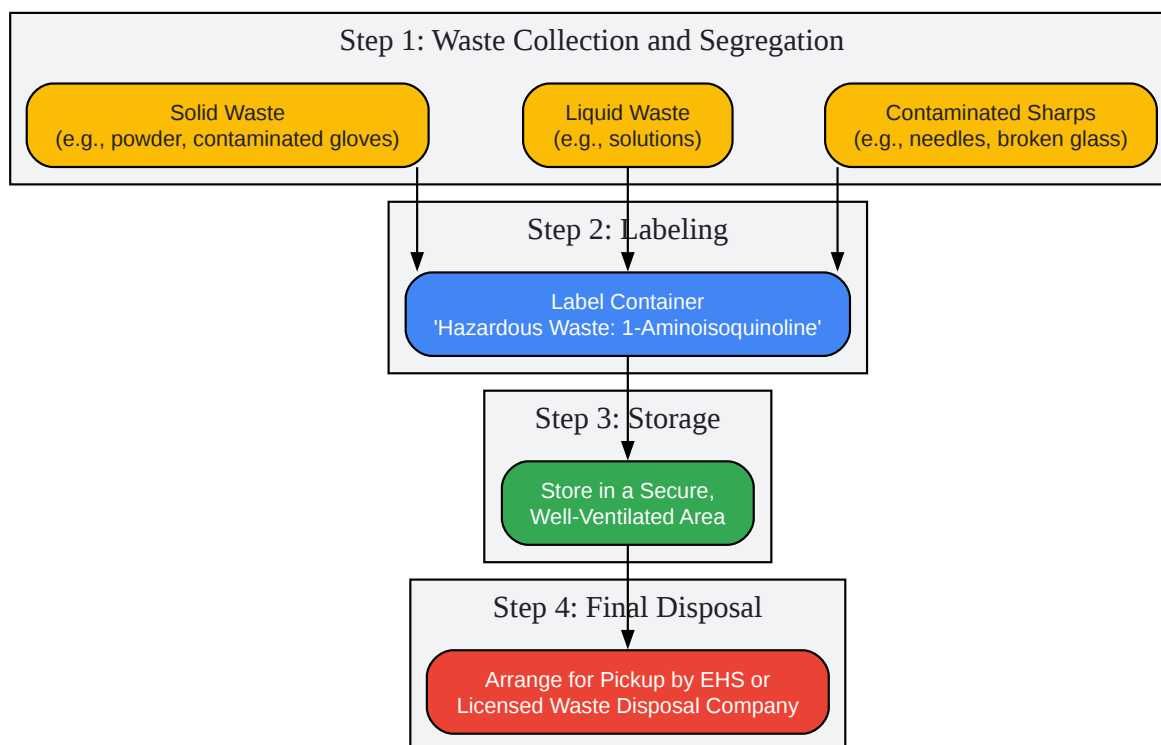 Step 1: Waste Collection and Segregation
Solid Waste
(e.g., powder, contaminated gloves)
Liquid Waste
(e.g., solutions)
Contaminated Sharps
(e.g., needles, broken glass)
Step 2: Labeling
Label Container
'Hazardous Waste: 1-Aminoisoquinoline'
Step 3: Storage
Store in a Secure,
Well-Ventilated Area
Step 4: Final Disposal
Arrange for Pickup by EHS or
Licensed Waste Disposal Company